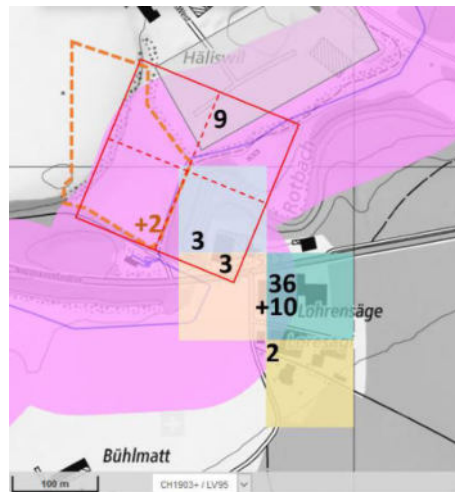 Häliswil
9
Rotbach
+2
3
3
36
+10
Lohrensäge
2
Bühlmatt
100 m
CH1903+ / LV95